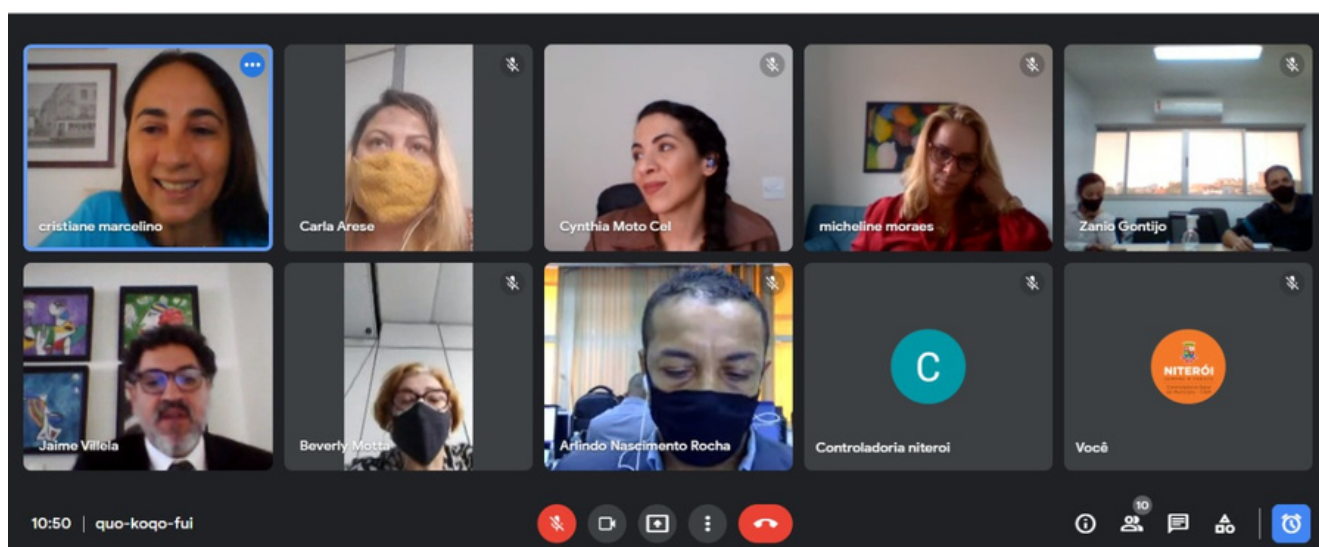 cristiane marcelino
Carla Arese
Cynthia Moto Cel
micheline moraes
Zanio Gontijo
Jaime Villela
Beverly Motta
Arlindo Nascimento Rocha
C
Controladoria niteroi
NITERÓI
Você
10:50 | quo-koqo-fui
10